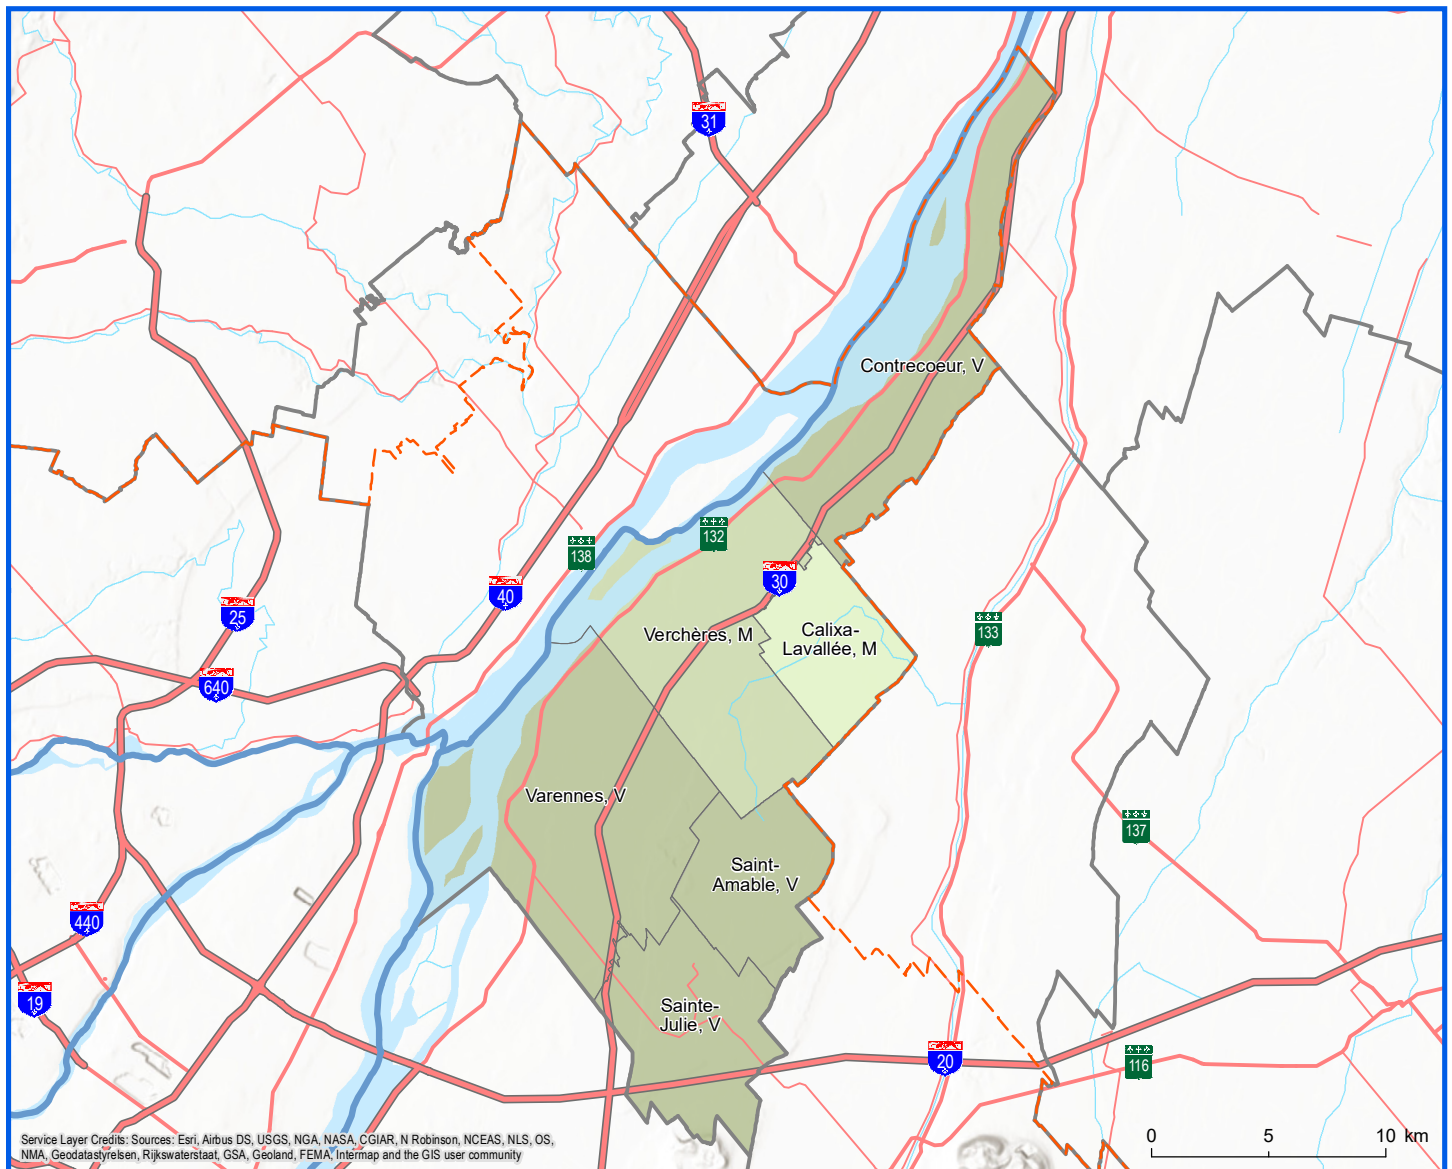 31
Contrecoeur, V
132
138
30
40
25
Verchères, M
Calixa-
Lavallée, M
133
640
Varennes, V
137
Saint-
Amable, V
440
19
Sainte-
Julie, V
20
116
0 5 10 km
Service Layer Credits: Sources: Esri, Airbus DS, USGS, NGA, NASA, CGIAR, N Robinson, NCEAS, NLS, OS,
NMA, Geodatastyrelsen, Rijkswaterstaat, GSA, Geoland, FEMA, Intermap and the GIS user community